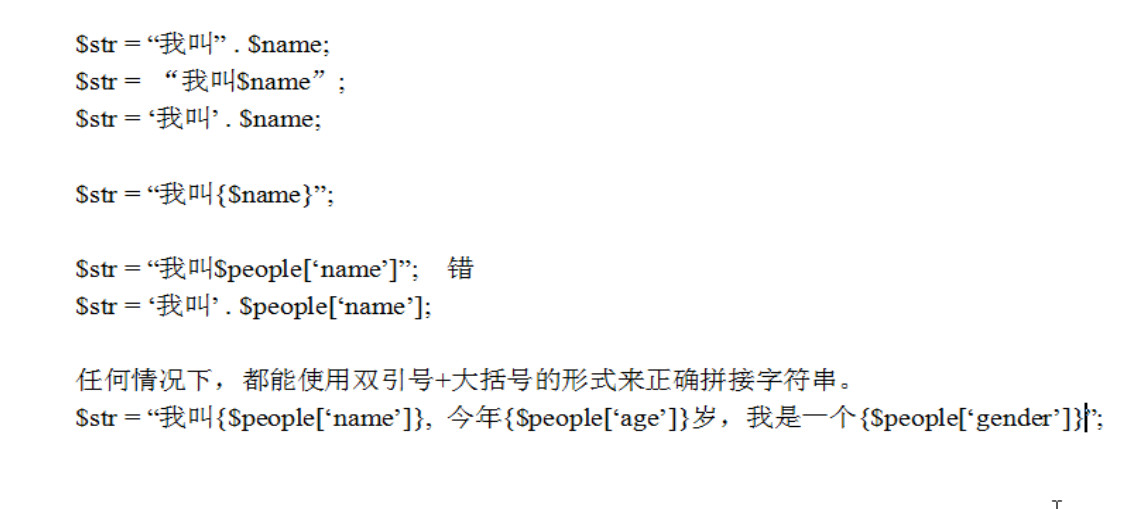 $str = “我叫” . $name;
$str = “我叫$name”;
$str = ‘我叫’ . $name;
$str = “我叫{$name}”;
$str = “我叫$people[‘name’]”; 错
$str = ‘我叫’ . $people[‘name’];
任何情况下，都能使用双引号+大括号的形式来正确拼接字符串。
$str = “我叫{$people[‘name’]}, 今年{$people[‘age’]}岁，我是一个{$people[‘gender’]}”;